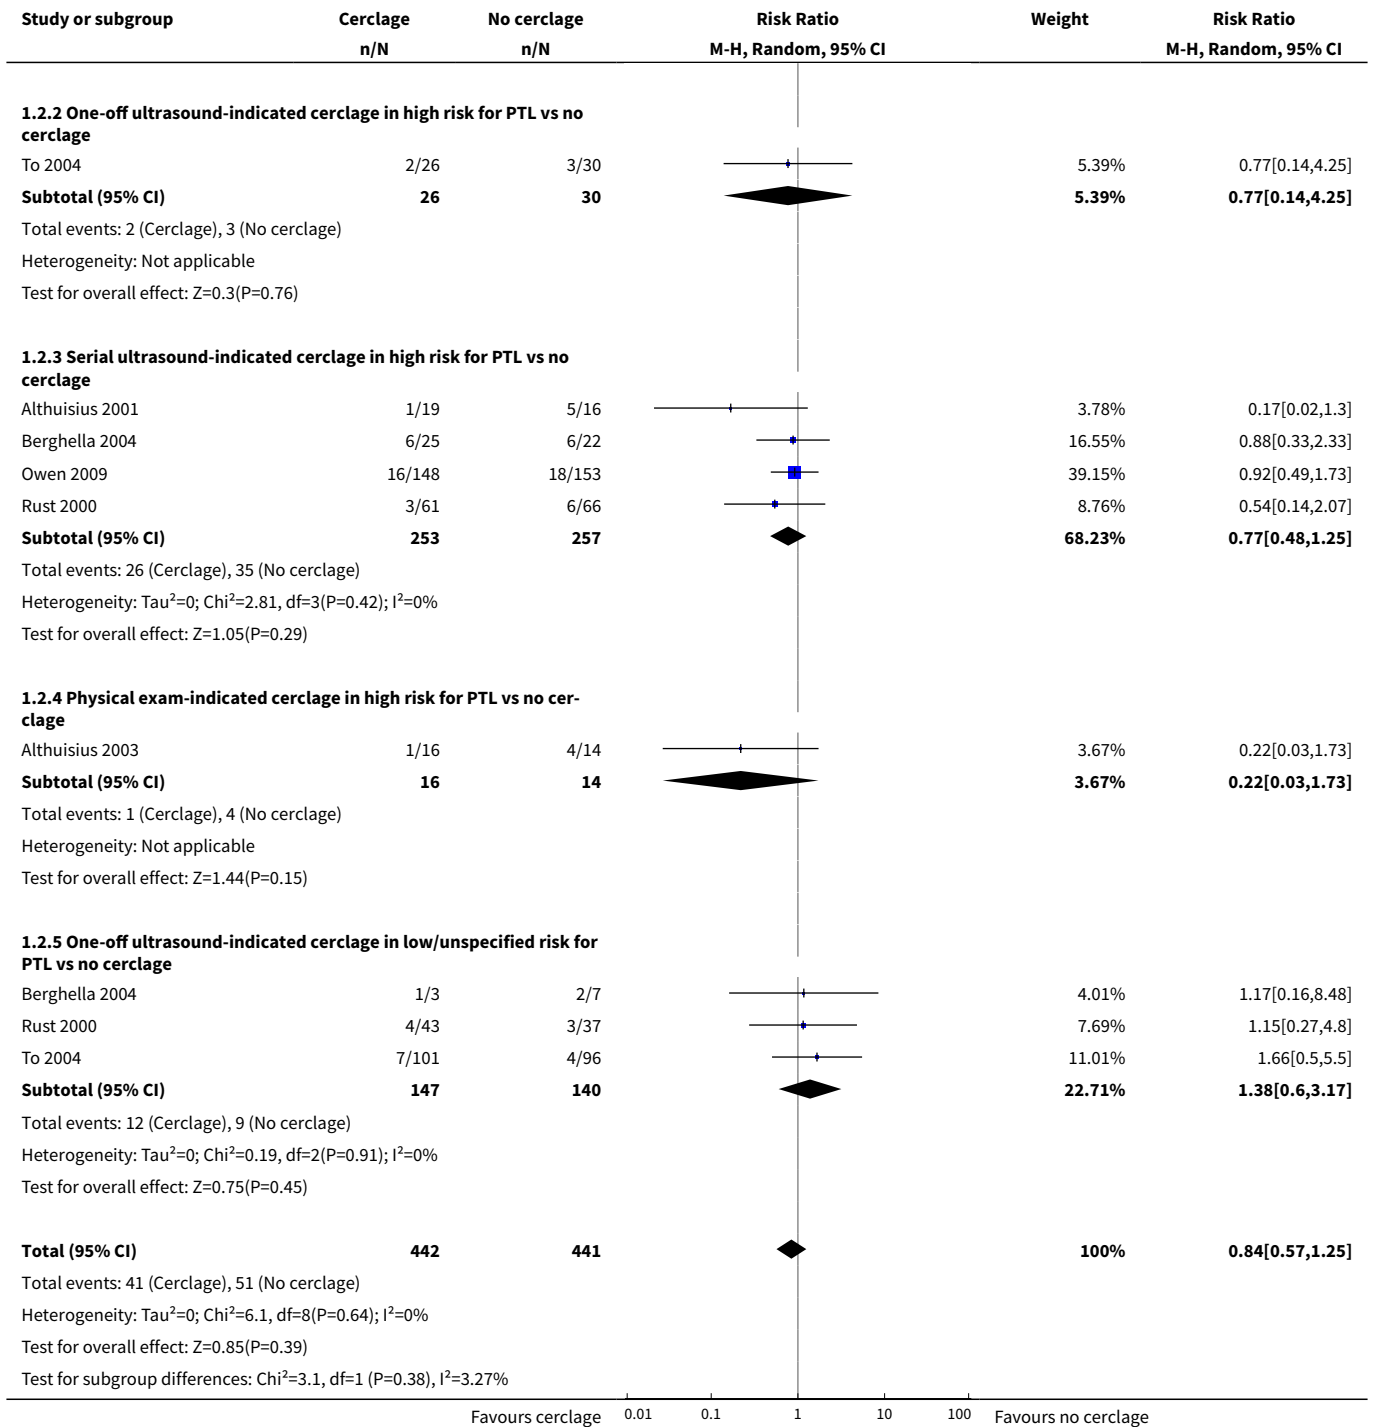 Study or subgroup Cerclage No cerclage Risk Ratio Weight Risk Ratio
n/N n/N M-H, Random, 95% CI M-H, Random, 95% CI
1.2.2 One-off ultrasound-indicated cerclage in high risk for PTL vs no
cerclage
To 2004 2/26 3/30 5.39% 0.77[0.14,4.25]
Subtotal (95% CI) 26 30 5.39% 0.77[0.14,4.25]
Total events: 2 (Cerclage), 3 (No cerclage)
Heterogeneity: Not applicable
Test for overall effect: Z=0.3(P=0.76)
1.2.3 Serial ultrasound-indicated cerclage in high risk for PTL vs no
cerclage
Althuisius 2001 1/19 5/16 3.78% 0.17[0.02,1.3]
Berghella 2004 6/25 6/22 16.55% 0.88[0.33,2.33]
Owen 2009 16/148 18/153 39.15% 0.92[0.49,1.73]
Rust 2000 3/61 6/66 8.76% 0.54[0.14,2.07]
Subtotal (95% CI) 253 257 68.23% 0.77[0.48,1.25]
Total events: 26 (Cerclage), 35 (No cerclage)
Heterogeneity: Tau²=0; Chi²=2.81, df=3(P=0.42); I²=0%
Test for overall effect: Z=1.05(P=0.29)
1.2.4 Physical exam-indicated cerclage in high risk for PTL vs no cer-
clage
Althuisius 2003 1/16 4/14 3.67% 0.22[0.03,1.73]
Subtotal (95% CI) 16 14 3.67% 0.22[0.03,1.73]
Total events: 1 (Cerclage), 4 (No cerclage)
Heterogeneity: Not applicable
Test for overall effect: Z=1.44(P=0.15)
1.2.5 One-off ultrasound-indicated cerclage in low/unspecified risk for
PTL vs no cerclage
Berghella 2004 1/3 2/7 4.01% 1.17[0.16,8.48]
Rust 2000 4/43 3/37 7.69% 1.15[0.27,4.8]
To 2004 7/101 4/96 11.01% 1.66[0.5,5.5]
Subtotal (95% CI) 147 140 22.71% 1.38[0.6,3.17]
Total events: 12 (Cerclage), 9 (No cerclage)
Heterogeneity: Tau²=0; Chi²=0.19, df=2(P=0.91); I²=0%
Test for overall effect: Z=0.75(P=0.45)
Total (95% CI) 442 441 100% 0.84[0.57,1.25]
Total events: 41 (Cerclage), 51 (No cerclage)
Heterogeneity: Tau²=0; Chi²=6.1, df=8(P=0.64); I²=0%
Test for overall effect: Z=0.85(P=0.39)
Test for subgroup differences: Chi²=3.1, df=1 (P=0.38), I²=3.27%
Favours cerclage 0.01 0.1 1 10 100 Favours no cerclage